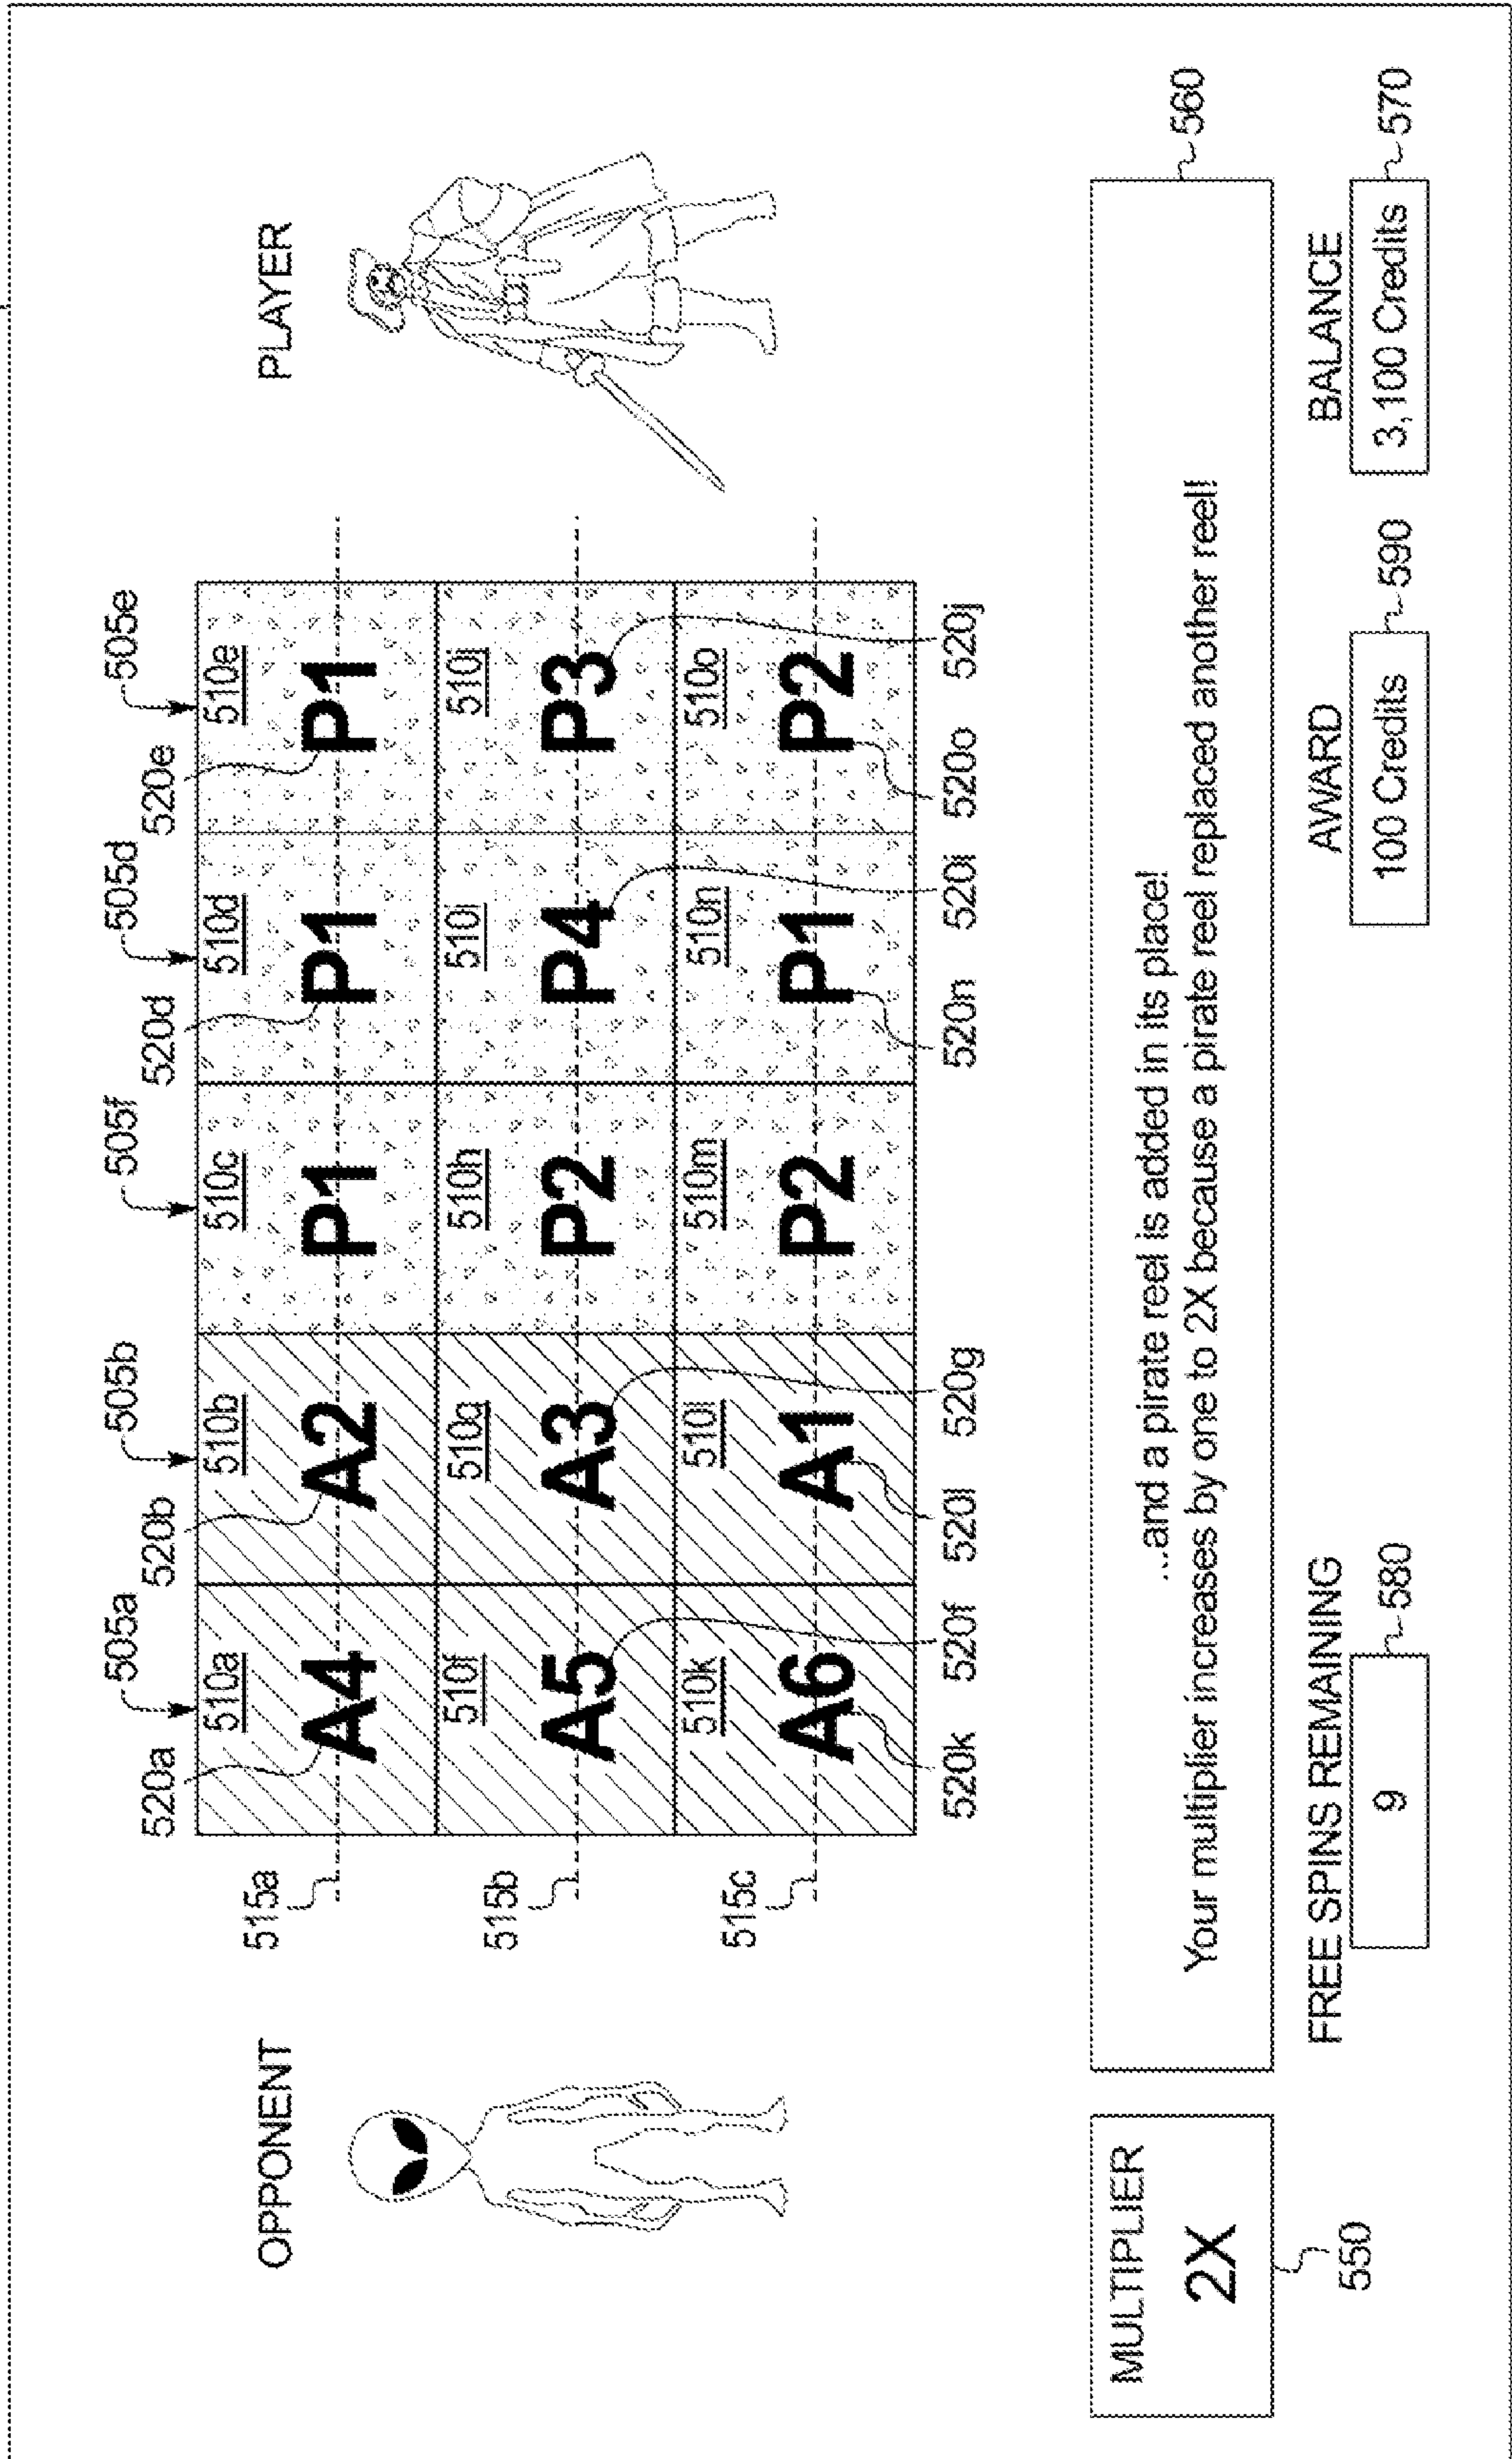 505a 505b 505f 505d 505e
520a 520b 520d 520e
OPPONENT
PLAYER
515a
510a 510b 510c 510d 510e
A4 A2 P1 P1 P1
515b
510f 510g 510h 510i 510j
A5 A3 P2 P4 P3
515c
510k 510l 510m 510n 510o
A6 A1 P2 P1 P2
520k 520f 520l 520g 520n 520i 520o 520j
MULTIPLIER
2X
550
...and a pirate reel is added in its place!
Your multiplier increases by one to 2X because a pirate reel replaced another reel!
560
FREE SPINS REMAINING
9
580
AWARD
100 Credits
590
BALANCE
3,100 Credits
570